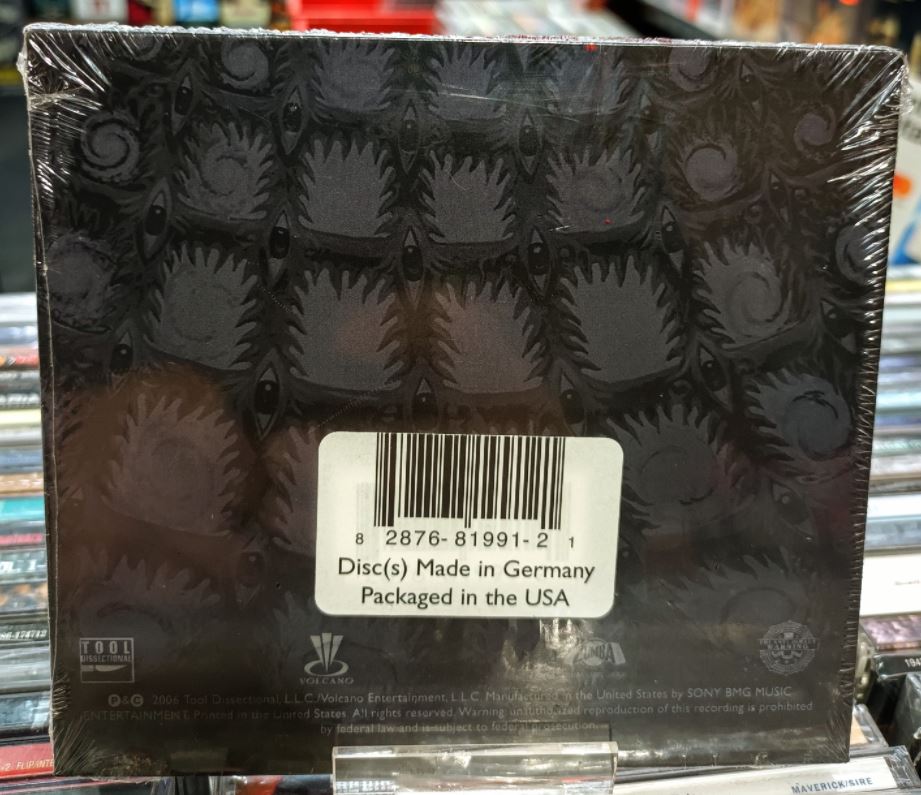 8 2876-81991-2 1
Disc(s) Made in Germany
Packaged in the USA
TOOL
DISSECTIONAL
VOLCANO
ZOMBA
WARNING
℗&© 2006 Tool Dissectional, L.L.C./Volcano Entertainment, L.L.C. Manufactured in the United States by SONY BMG MUSIC
ENTERTAINMENT. Printed in the United States. All rights reserved. Warning: unauthorized reproduction of this recording is prohibited
by federal law and is subject to federal prosecution.
MAVERICK/SIRE